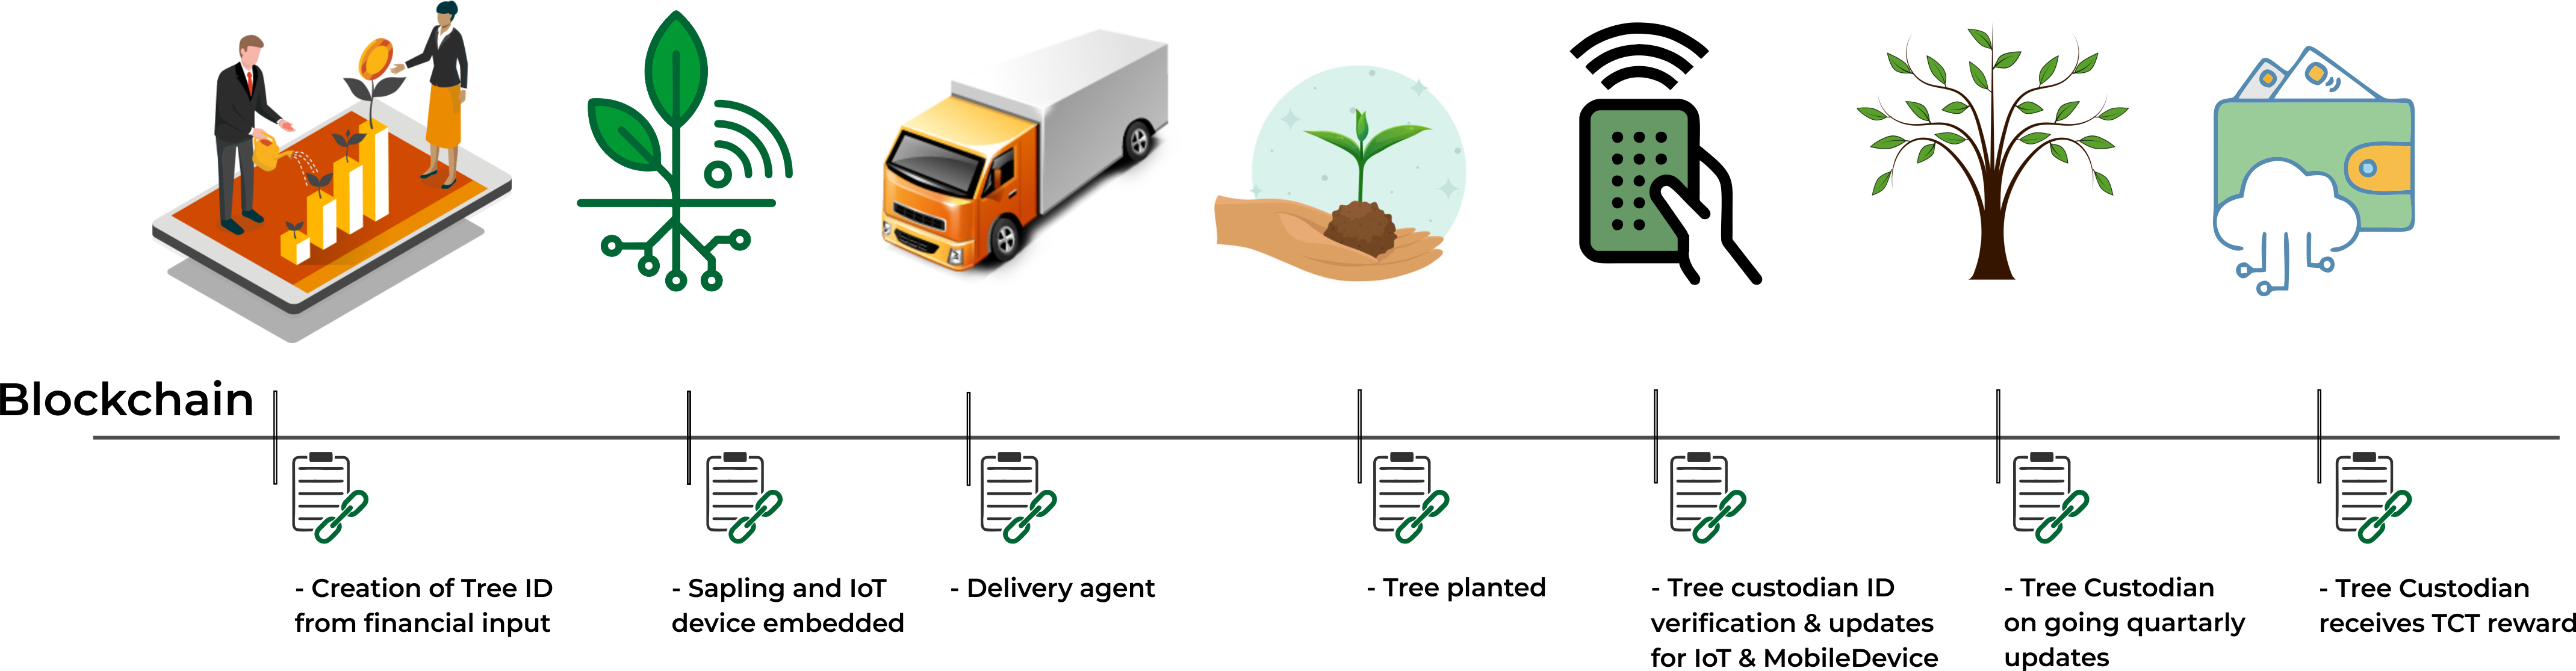 Blockchain
- Creation of Tree ID
from financial input
- Sapling and IoT
device embedded
- Delivery agent
- Tree planted
- Tree custodian ID
verification & updates
for IoT & MobileDevice
- Tree Custodian
on going quartarly
updates
- Tree Custodian
receives TCT reward